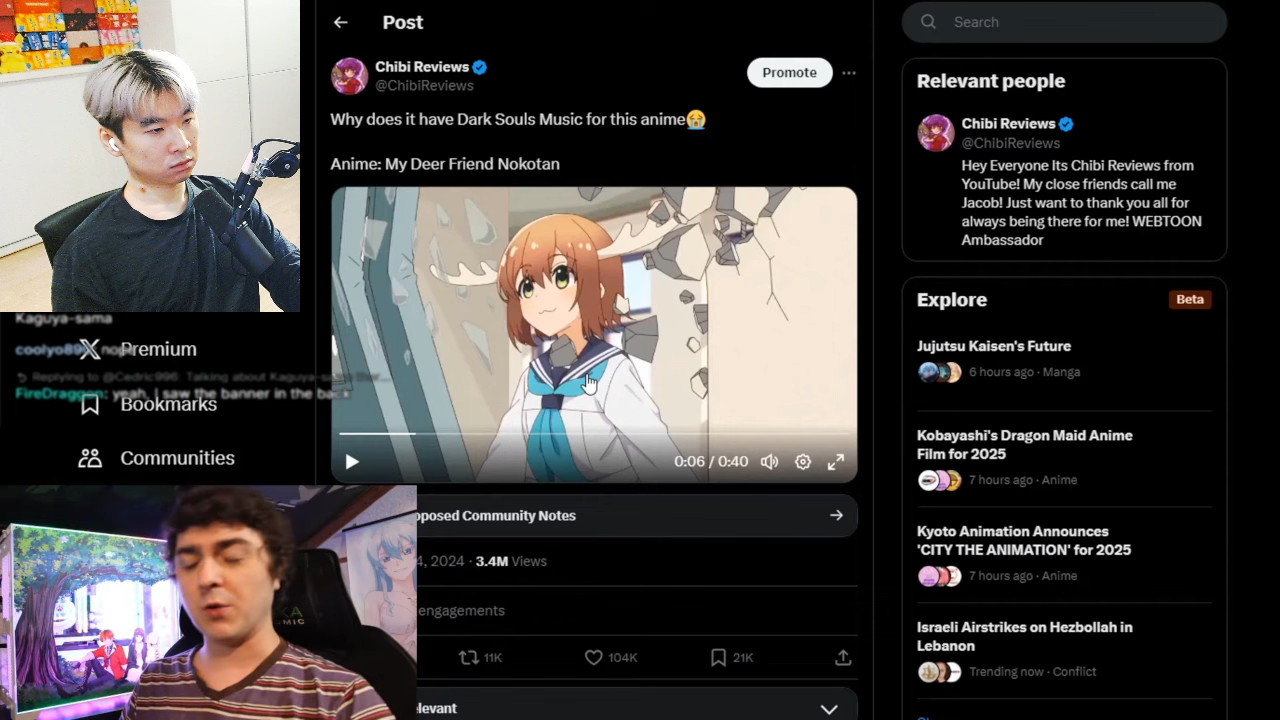 Post
Chibi Reviews
@ChibiReviews
Promote
Why does it have Dark Souls Music for this anime😭
Anime: My Deer Friend Nokotan
0:06 / 0:40
oposed Community Notes
4, 2024 · 3.4M Views
engagements
11K
104K
21K
elevant
Kaguya-sama
Premium
Replying to @Cedric996
FireDragoon: yeah, I saw the banner in the back
Bookmarks
Communities
Search
Relevant people
Chibi Reviews
@ChibiReviews
Hey Everyone Its Chibi Reviews from
YouTube! My close friends call me
Jacob! Just want to thank you all for
always being there for me! WEBTOON
Ambassador
Explore
Beta
Jujutsu Kaisen's Future
6 hours ago · Manga
Kobayashi's Dragon Maid Anime
Film for 2025
7 hours ago · Anime
Kyoto Animation Announces
'CITY THE ANIMATION' for 2025
7 hours ago · Anime
Israeli Airstrikes on Hezbollah in
Lebanon
Trending now · Conflict